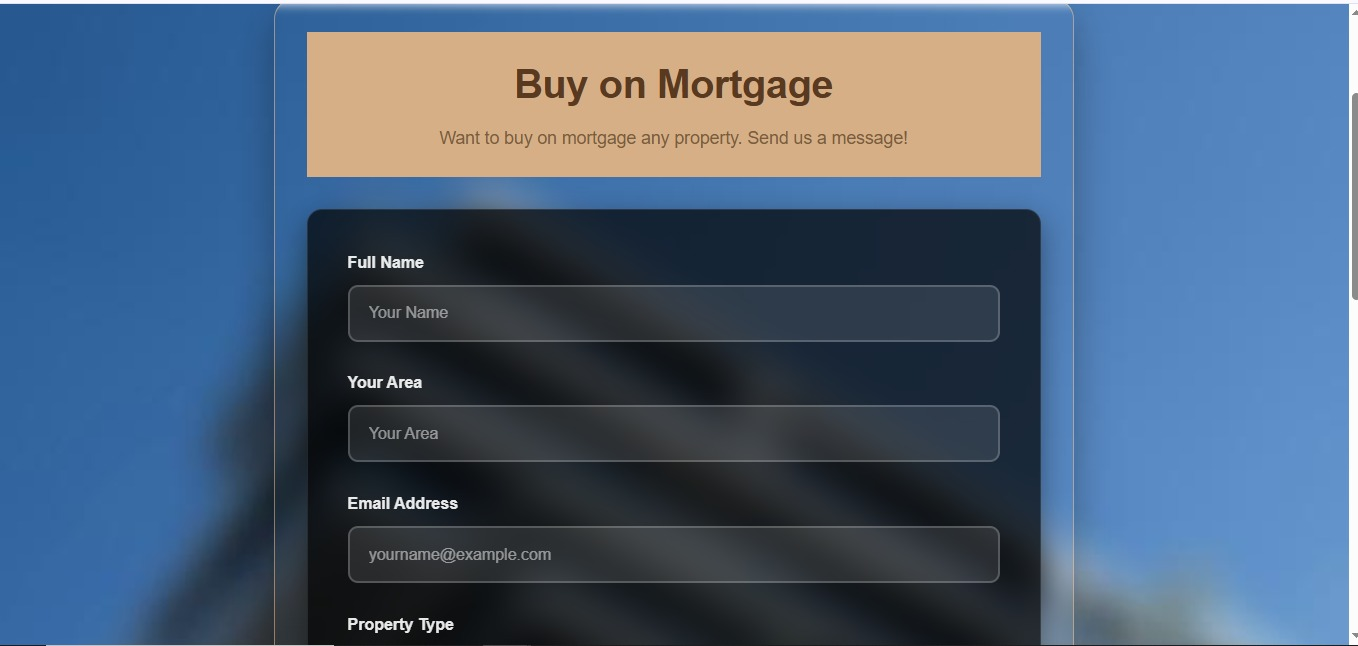 Buy on Mortgage
Want to buy on mortgage any property. Send us a message!
Full Name
Your Name
Your Area
Your Area
Email Address
yourname@example.com
Property Type